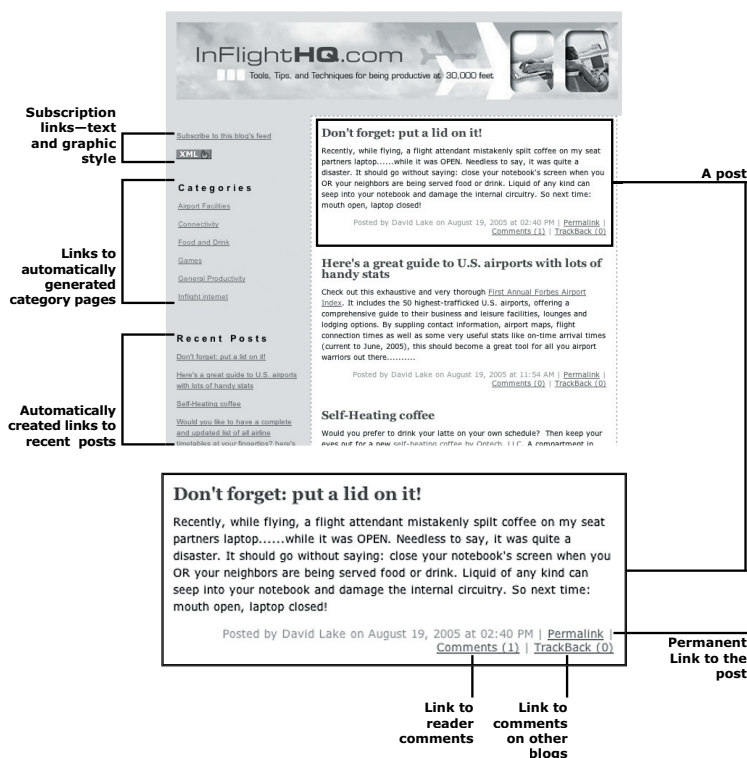 InFlightHQ.com
Tools, Tips, and Techniques for being productive at 30,000 feet
Subscription
links—text
and graphic
style
Links to
automatically
generated
category pages
Automatically
created links to
recent posts
Subscribe to this blog's feed
XML
Categories
Airport Facilities
Connectivity
Food and Drink
Games
General Productivity
Inflight internet
Recent Posts
Don't forget: put a lid on it!
Here's a great guide to U.S. airports
with lots of handy stats
Self-Heating coffee
Would you like to have a complete
and updated list of all airline
timetables at your fingertips? here's
Don't forget: put a lid on it!
Recently, while flying, a flight attendant mistakenly spilt coffee on my seat
partners laptop......while it was OPEN. Needless to say, it was quite a
disaster. It should go without saying: close your notebook's screen when you
OR your neighbors are being served food or drink. Liquid of any kind can
seep into your notebook and damage the internal circuitry. So next time:
mouth open, laptop closed!
Posted by David Lake on August 19, 2005 at 02:40 PM | Permalink |
Comments (1) | TrackBack (0)
Here's a great guide to U.S. airports with lots of
handy stats
Check out this exhaustive and very thorough First Annual Forbes Airport
Index. It includes the 50 highest-trafficked U.S. airports, offering a
comprehensive guide to their business and leisure facilities, lounges and
lodging options. By suppling contact information, airport maps, flight
connection times as well as some very useful stats like on-time arrival times
(current to June, 2005), this should become a great tool for all you airport
warriors out there..........
Posted by David Lake on August 19, 2005 at 11:54 AM | Permalink |
Comments (0) | TrackBack (0)
Self-Heating coffee
Would you prefer to drink your latte on your own schedule? Then keep your
eyes out for a new self-heating coffee by Ontech, LLC. A compartment in
A post
Don't forget: put a lid on it!
Recently, while flying, a flight attendant mistakenly spilt coffee on my seat
partners laptop......while it was OPEN. Needless to say, it was quite a
disaster. It should go without saying: close your notebook's screen when you
OR your neighbors are being served food or drink. Liquid of any kind can
seep into your notebook and damage the internal circuitry. So next time:
mouth open, laptop closed!
Posted by David Lake on August 19, 2005 at 02:40 PM | Permalink |
Comments (1) | TrackBack (0)
Permanent
Link to the
post
Link to
reader
comments
Link to
comments
on other
blogs